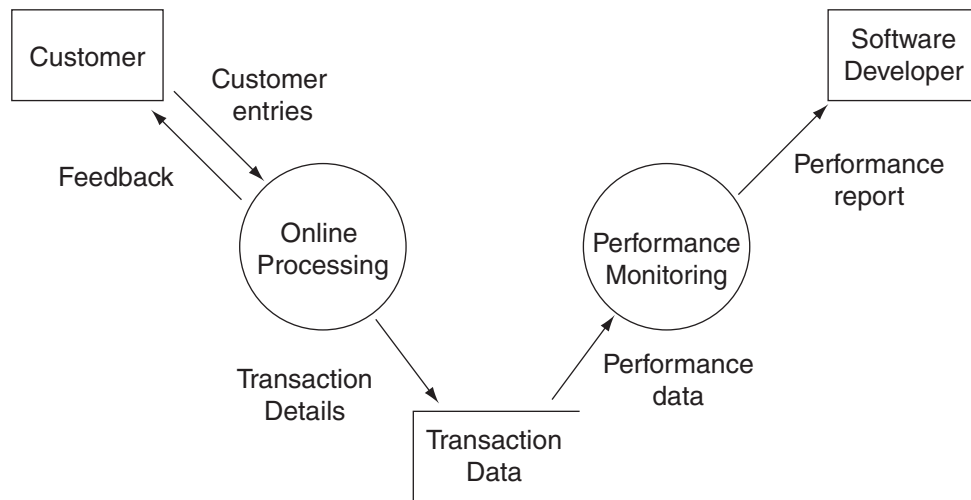 Customer
Software
Developer
Customer
entries
Feedback
Performance
report
Online
Processing
Performance
Monitoring
Transaction
Details
Performance
data
Transaction
Data